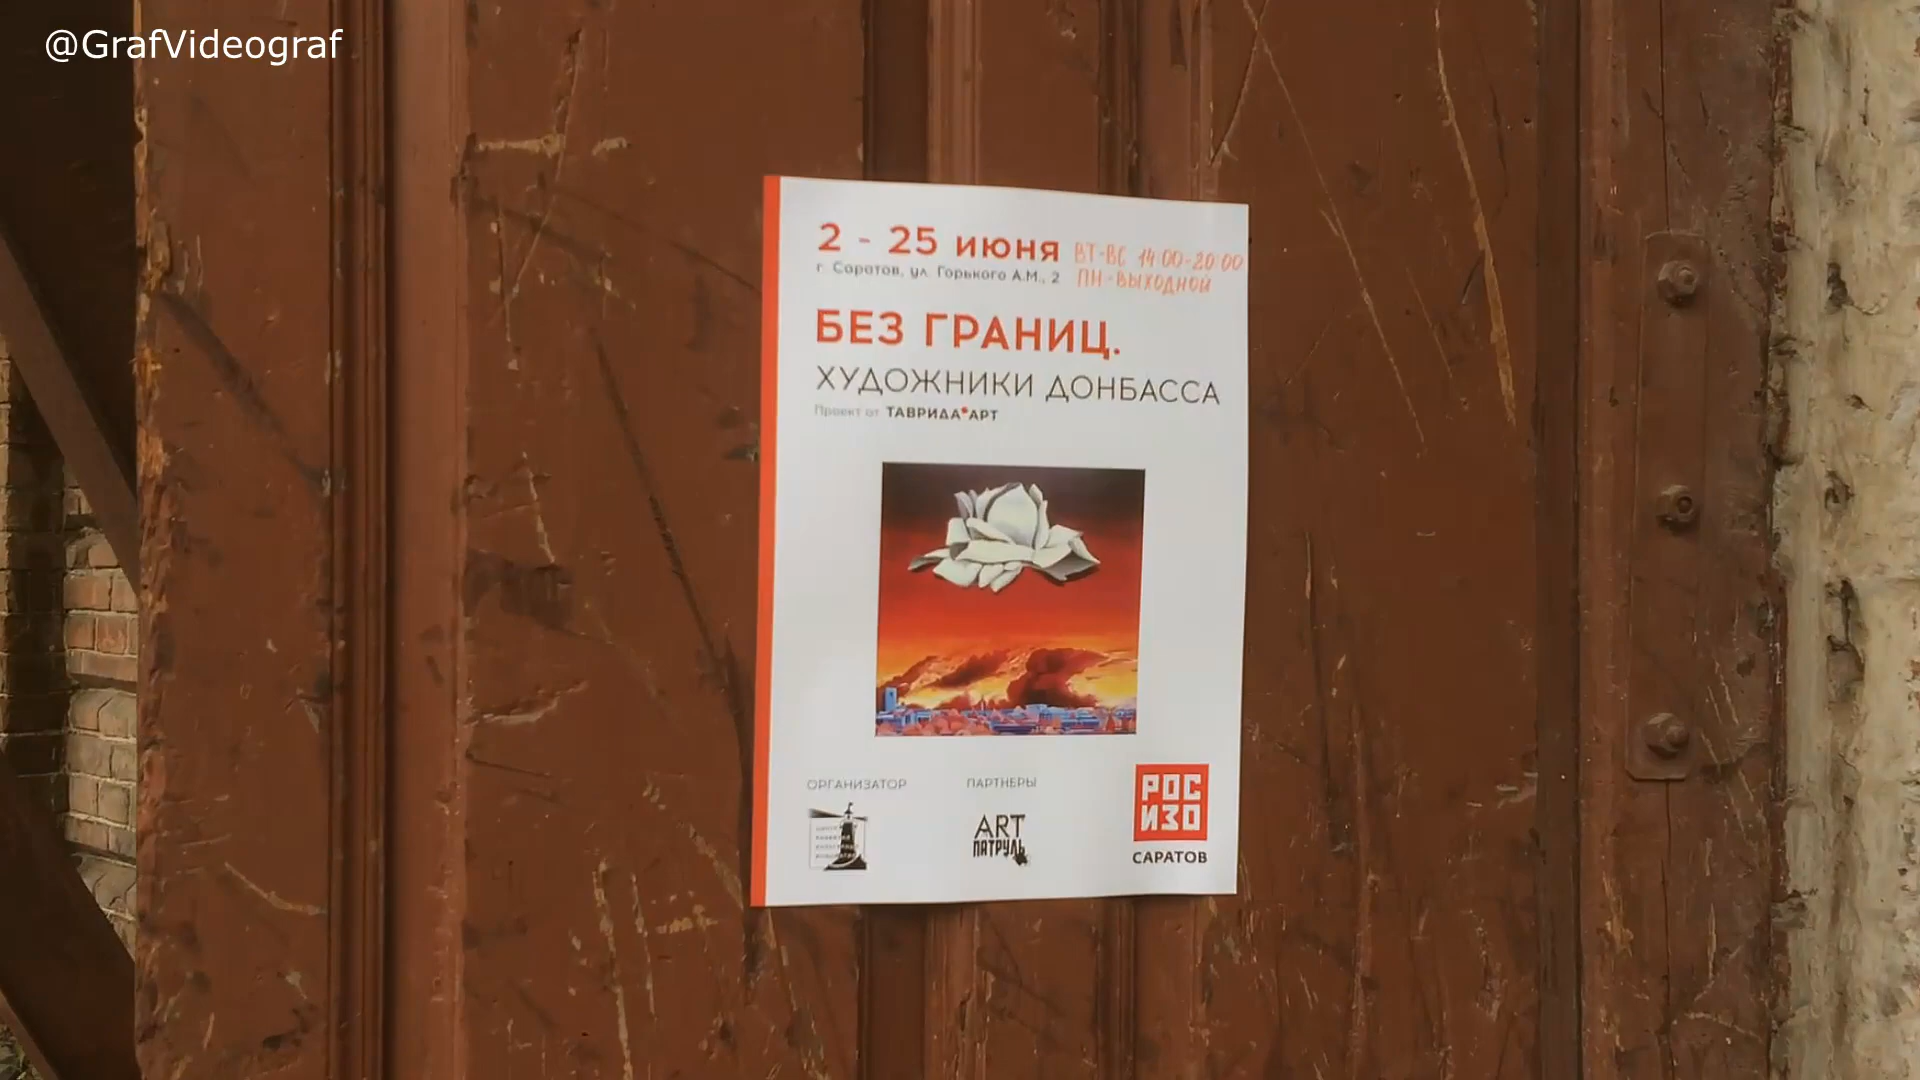 @GrafVideograf
2 - 25 июня
ВТ-ВС 14:00-20:00
г. Саратов, ул. Горького А.М., 2
ПН-ВЫХОДНОЙ
БЕЗ ГРАНИЦ.
ХУДОЖНИКИ ДОНБАССА
Проект от ТАВРИДА*АРТ
ОРГАНИЗАТОР
ПАРТНЕРЫ
ART
ПАТРУЛЬ
РОС
ИЗО
САРАТОВ